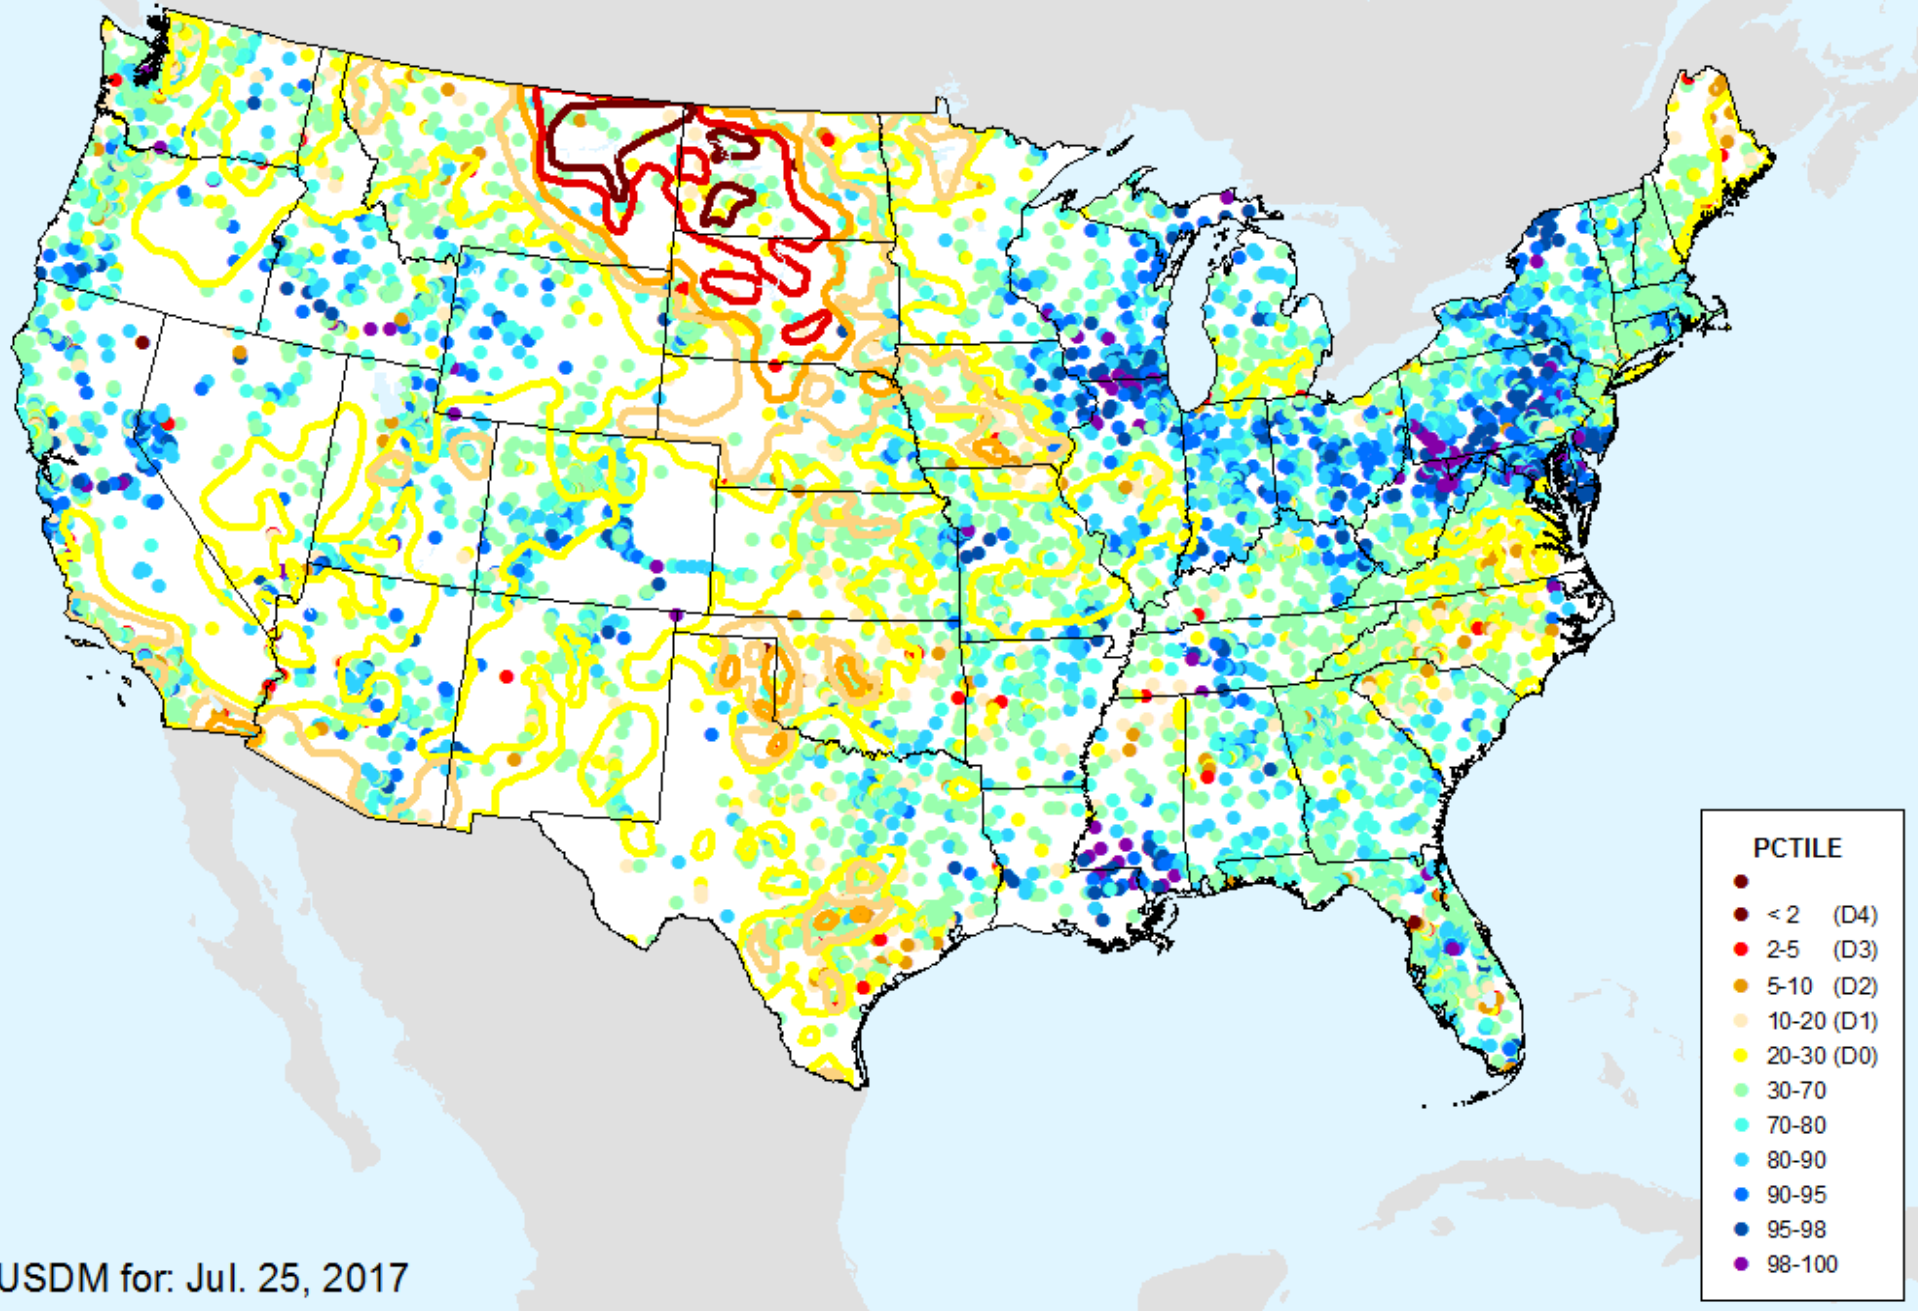 PCTILE
< 2 (D4)
2-5 (D3)
5-10 (D2)
10-20 (D1)
20-30 (D0)
30-70
70-80
80-90
90-95
95-98
98-100
USDM for: Jul. 25, 2017